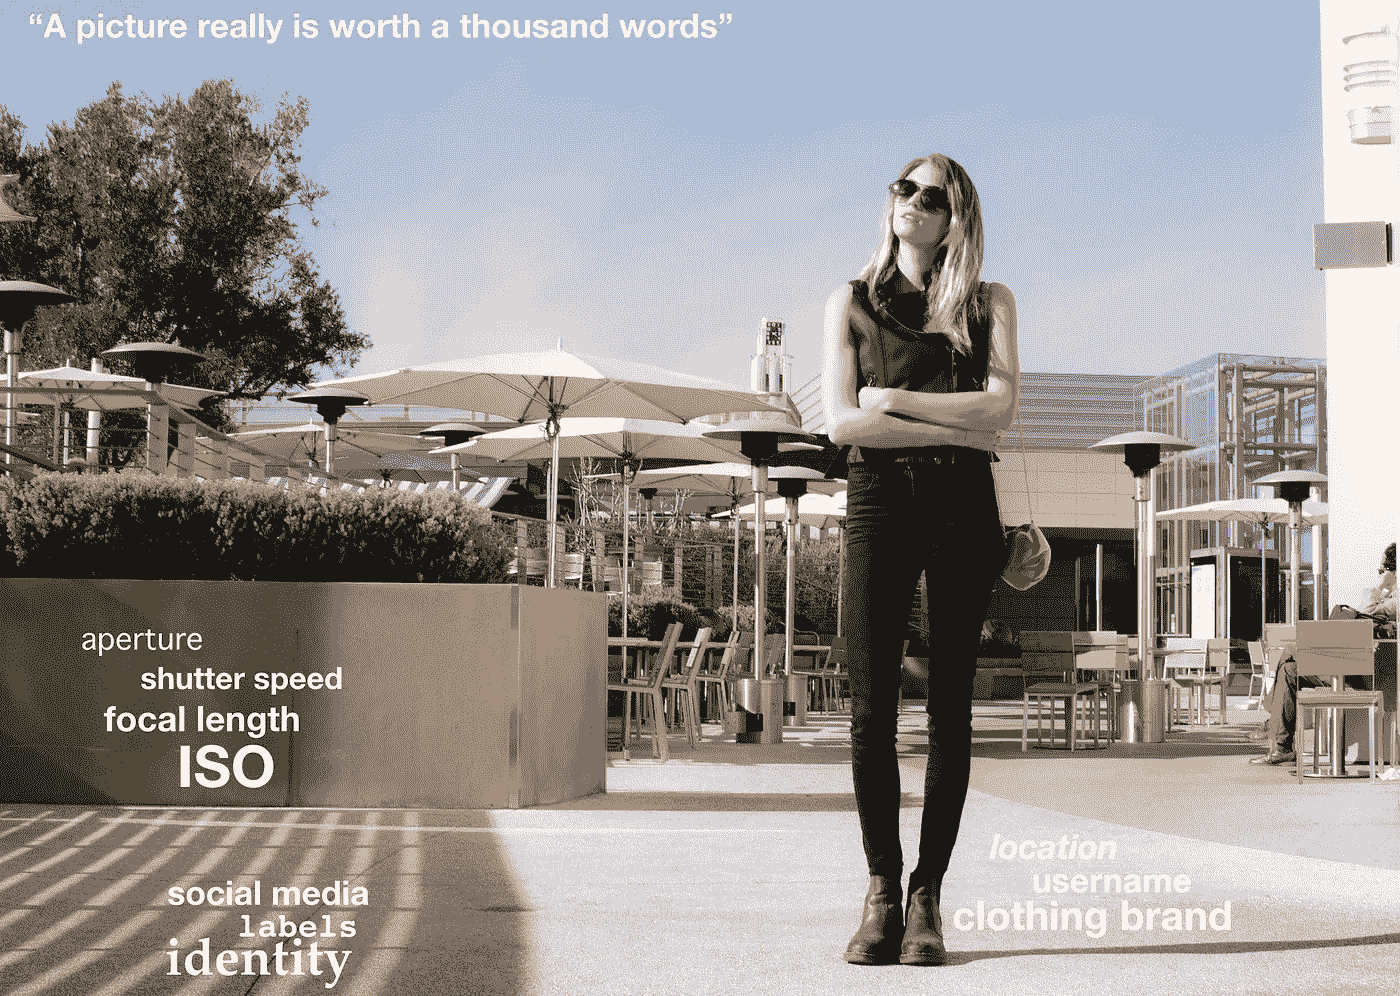 “A picture really is worth a thousand words”
aperture
shutter speed
focal length
ISO
location
username
clothing brand
social media
labels
identity